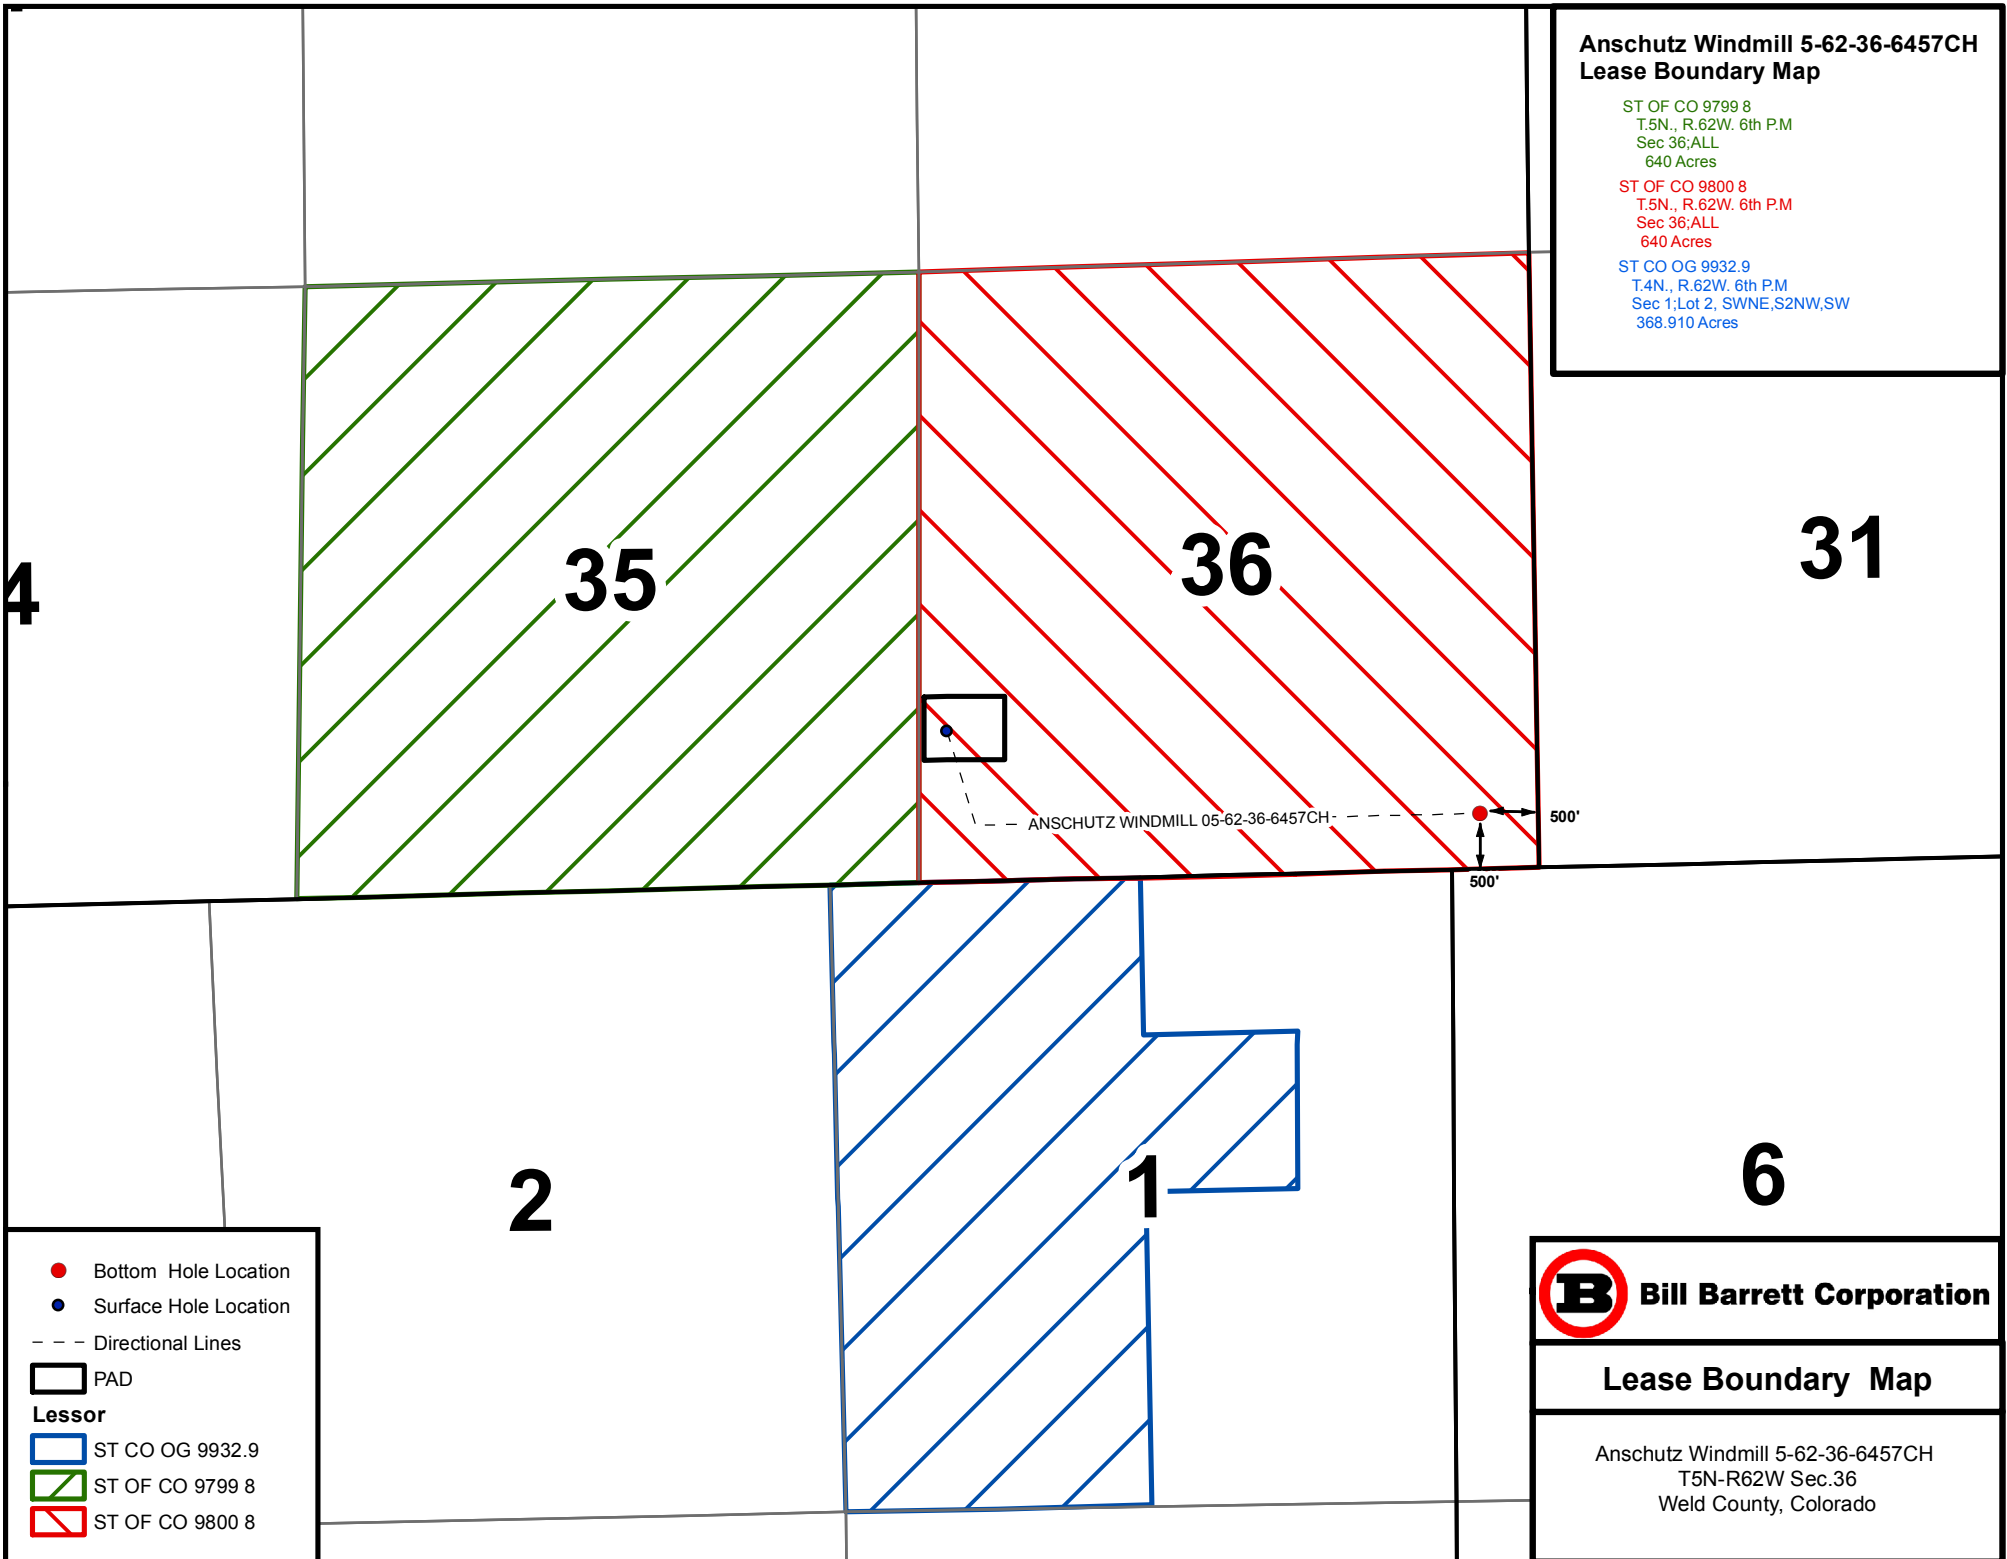 Anschutz Windmill 5-62-36-6457CH
Lease Boundary Map
ST OF CO 9799 8
T.5N., R.62W. 6th P.M
Sec 36;ALL
640 Acres
ST OF CO 9800 8
T.5N., R.62W. 6th P.M
Sec 36;ALL
640 Acres
ST CO OG 9932.9
T.4N., R.62W. 6th P.M
Sec 1;Lot 2, SWNE,S2NW,SW
368.910 Acres
4
35
36
31
ANSCHUTZ WINDMILL 05-62-36-6457CH
500'
500'
2
1
6
Bottom Hole Location
Surface Hole Location
Directional Lines
PAD
Lessor
ST CO OG 9932.9
ST OF CO 9799 8
ST OF CO 9800 8
B Bill Barrett Corporation
Lease Boundary Map
Anschutz Windmill 5-62-36-6457CH
T5N-R62W Sec.36
Weld County, Colorado